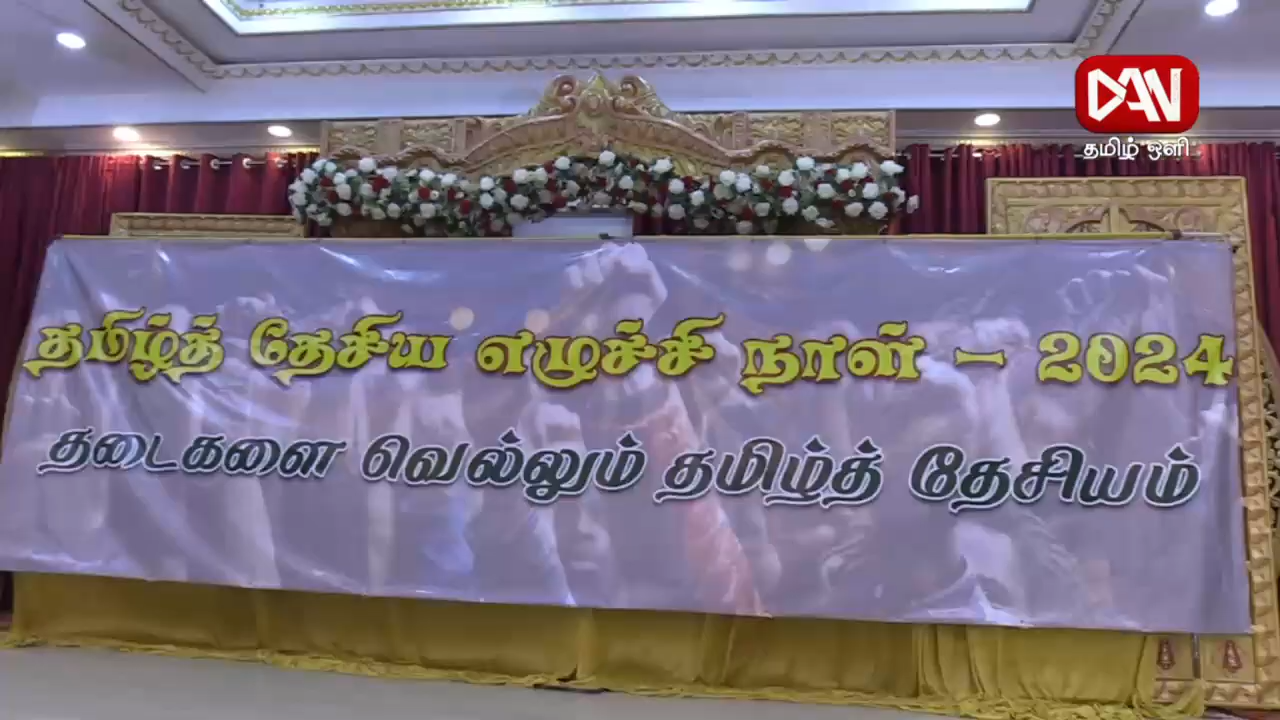 DAN
தமிழ் ஒளி
தமிழ்த் தேசிய எழுச்சி நாள் - 2024
தடைகளை வெல்லும் தமிழ்த் தேசியம்